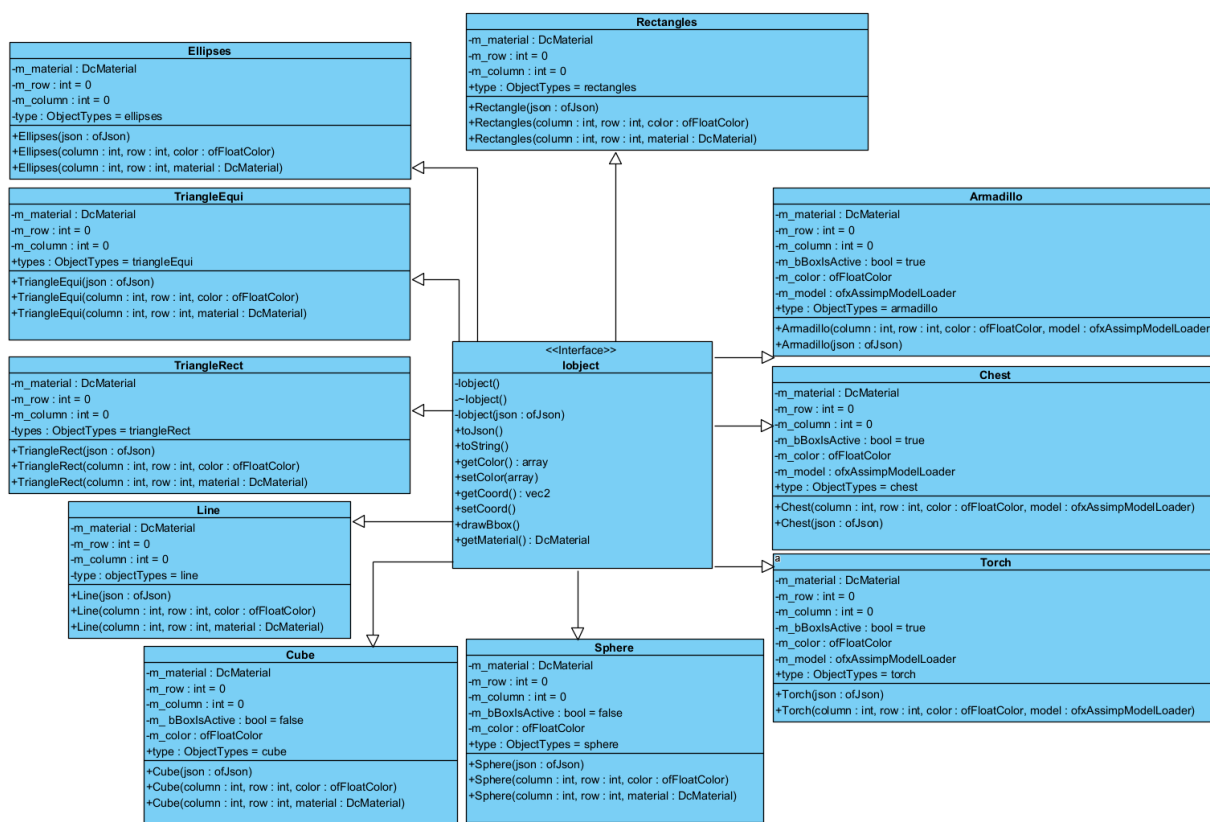 Rectangles
-m_material : DcMaterial
-m_row : int = 0
-m_column : int = 0
+type : ObjectTypes = rectangles
+Rectangle(json : ofJson)
+Rectangles(column : int, row : int, color : ofFloatColor)
+Rectangles(column : int, row : int, material : DcMaterial)
Ellipses
-m_material : DcMaterial
-m_row : int = 0
-m_column : int = 0
-type : ObjectTypes = ellipses
+Ellipses(json : ofJson)
+Ellipses(column : int, row : int, color : ofFloatColor)
+Ellipses(column : int, row : int, material : DcMaterial)
TriangleEqui
-m_material : DcMaterial
-m_row : int = 0
-m_column : int = 0
+types : ObjectTypes = triangleEqui
+TriangleEqui(json : ofJson)
+TriangleEqui(column : int, row : int, color : ofFloatColor)
+TriangleEqui(column : int, row : int, material : DcMaterial)
Armadillo
-m_material : DcMaterial
-m_row : int = 0
-m_column : int = 0
-m_bBoxIsActive : bool = true
-m_color : ofFloatColor
-m_model : ofxAssimpModelLoader
+type : ObjectTypes = armadillo
+Armadillo(column : int, row : int, color : ofFloatColor, model : ofxAssimpModelLoader
+Armadillo(json : ofJson)
<<Interface>>
Iobject
-Iobject()
-~Iobject()
-Iobject(json : ofJson)
+toJson()
+toString()
+getColor() : array
+setColor(array)
+getCoord() : vec2
+setCoord()
+drawBbox()
+getMaterial() : DcMaterial
TriangleRect
-m_material : DcMaterial
-m_row : int = 0
-m_column : int = 0
-types : ObjectTypes = triangleRect
+TriangleRect(json : ofJson)
+TriangleRect(column : int, row : int, color : ofFloatColor)
+TriangleRect(column : int, row : int, material : DcMaterial)
Chest
-m_material : DcMaterial
-m_row : int = 0
-m_column : int = 0
-m_bBoxIsActive : bool = true
-m_color : ofFloatColor
-m_model : ofxAssimpModelLoader
+type : ObjectTypes = chest
+Chest(column : int, row : int, color : ofFloatColor, model : ofxAssimpModelLoader)
+Chest(json : ofJson)
Line
-m_material : DcMaterial
-m_row : int = 0
-m_column : int = 0
-type : objectTypes = line
+Line(json : ofJson)
+Line(column : int, row : int, color : ofFloatColor)
+Line(column : int, row : int, material : DcMaterial)
a
Torch
-m_material : DcMaterial
-m_row : int = 0
-m_column : int = 0
-m_bBoxIsActive : bool = true
-m_color : ofFloatColor
-m_model : ofxAssimpModelLoader
+type : ObjectTypes = torch
+Torch(json : ofJson)
+Torch(column : int, row : int, color : ofFloatColor, model : ofxAssimpModelLoader)
Cube
-m_material : DcMaterial
-m_row : int = 0
-m_column : int = 0
-m_ bBoxIsActive : bool = false
-m_color : ofFloatColor
+type : ObjectTypes = cube
+Cube(json : ofJson)
+Cube(column : int, row : int, color : ofFloatColor)
+Cube(column : int, row : int, material : DcMaterial)
Sphere
-m_material : DcMaterial
-m_row : int = 0
-m_column : int = 0
-m_bBoxIsActive : bool = false
-m_color : ofFloatColor
+type : ObjectTypes = sphere
+Sphere(json : ofJson)
+Sphere(column : int, row : int, color : ofFloatColor)
+Sphere(column : int, row : int, material : DcMaterial)